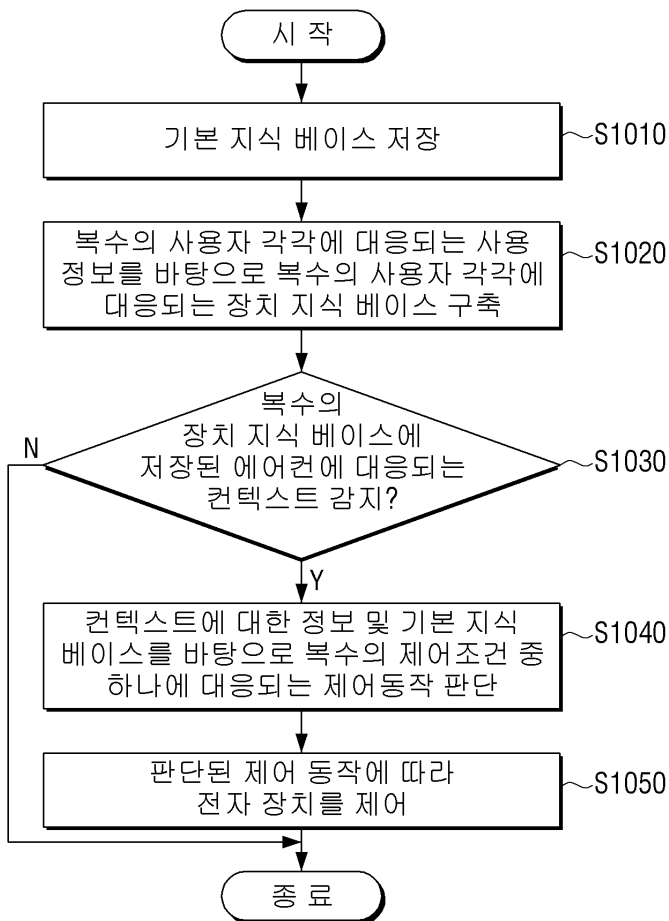 시 작
기본 지식 베이스 저장
S1010
복수의 사용자 각각에 대응되는 사용
정보를 바탕으로 복수의 사용자 각각에
대응되는 장치 지식 베이스 구축
S1020
복수의
장치 지식 베이스에
저장된 에어컨에 대응되는
컨텍스트 감지?
S1030
N
Y
컨텍스트에 대한 정보 및 기본 지식
베이스를 바탕으로 복수의 제어조건 중
하나에 대응되는 제어동작 판단
S1040
판단된 제어 동작에 따라
전자 장치를 제어
S1050
종 료